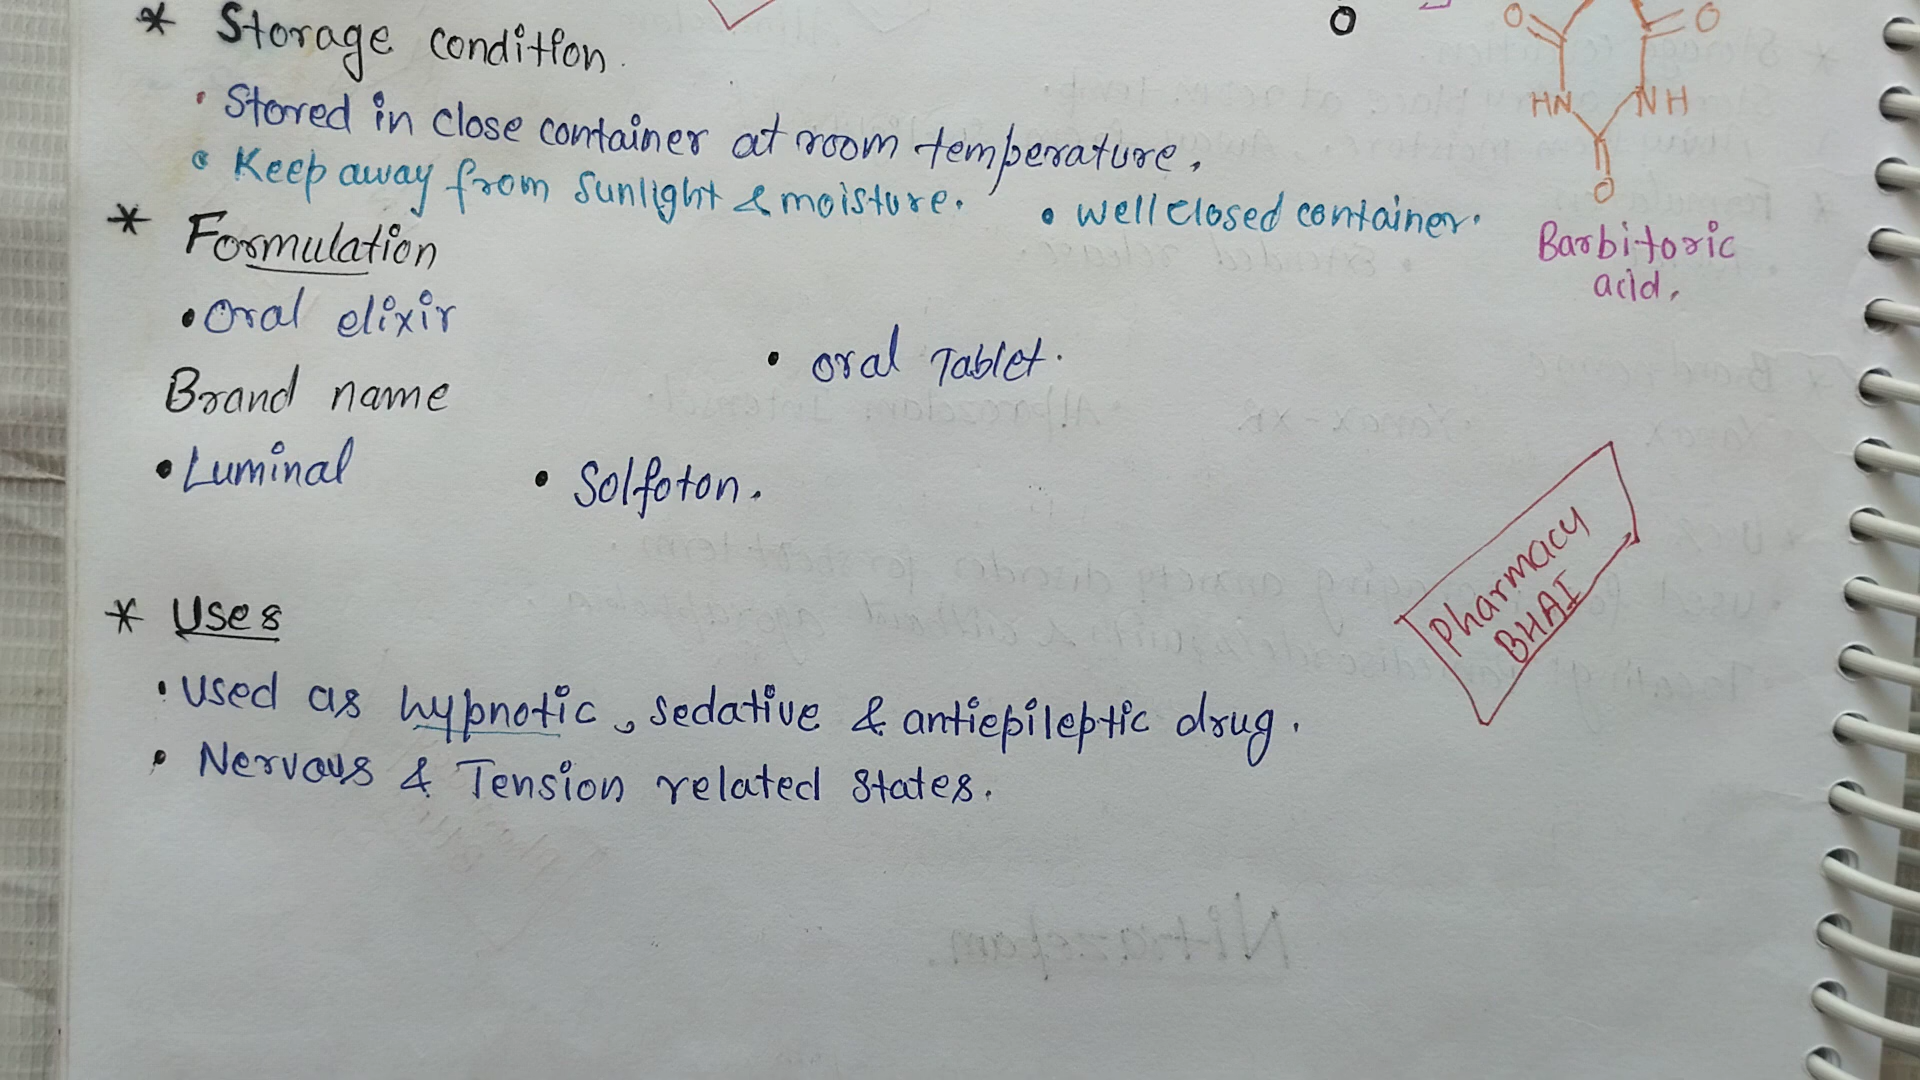 * Storage condition.
• Stored in close container at room temperature.
• Keep away from sunlight & moisture. • well closed container.
* Formulation
• Oral elixir • oral Tablet.
Brand name
• Luminal • Solfoton.
* Uses
• used as hypnotic, sedative & antiepileptic drug.
• Nervous & Tension related states.
O
O O
HN NH
O
Barbitoric
acid.
Pharmacy
BHAI
Nitrazepam.